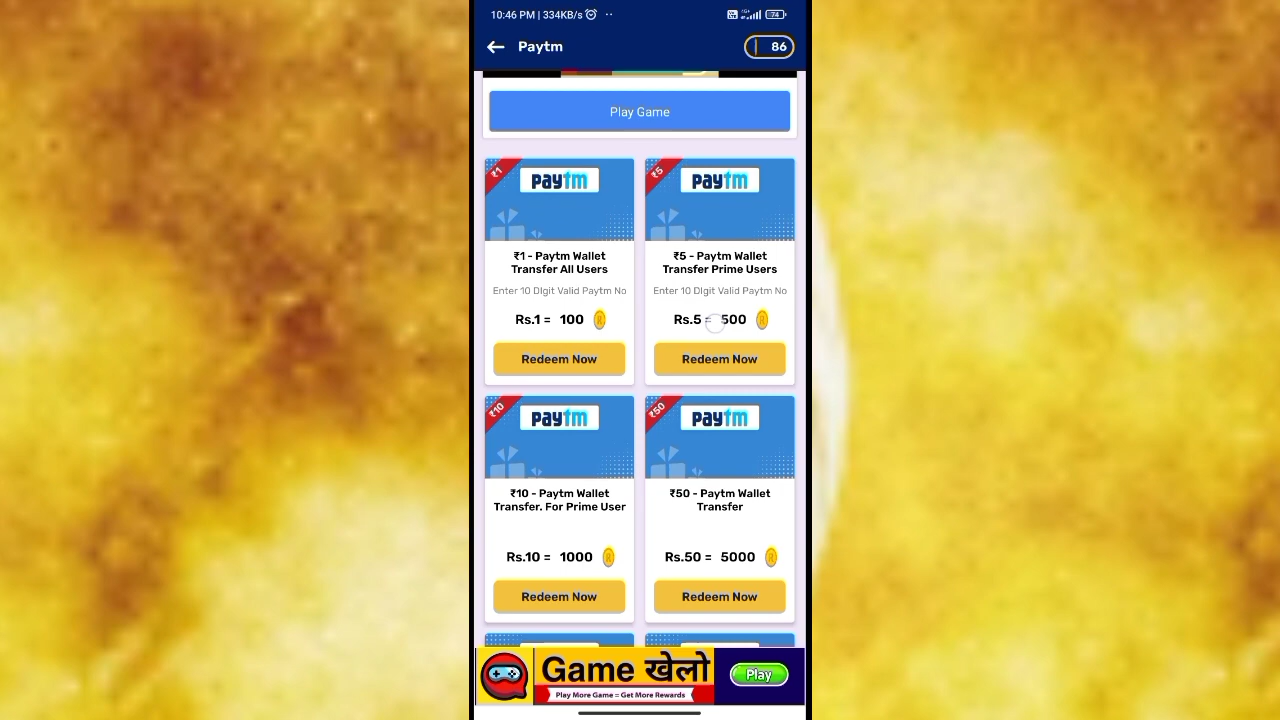 10:46 PM | 334KB/s
74
Paytm
86
Play Game
₹1
paytm
₹1 - Paytm Wallet
Transfer All Users
Enter 10 DIgit Valid Paytm No
Rs.1 = 100
Redeem Now
₹5
paytm
₹5 - Paytm Wallet
Transfer Prime Users
Enter 10 DIgit Valid Paytm No
Rs.5 = 500
Redeem Now
₹10
paytm
₹10 - Paytm Wallet
Transfer. For Prime User
Rs.10 = 1000
Redeem Now
₹50
paytm
₹50 - Paytm Wallet
Transfer
Rs.50 = 5000
Redeem Now
Game खेलो
Play More Game = Get More Rewards
Play